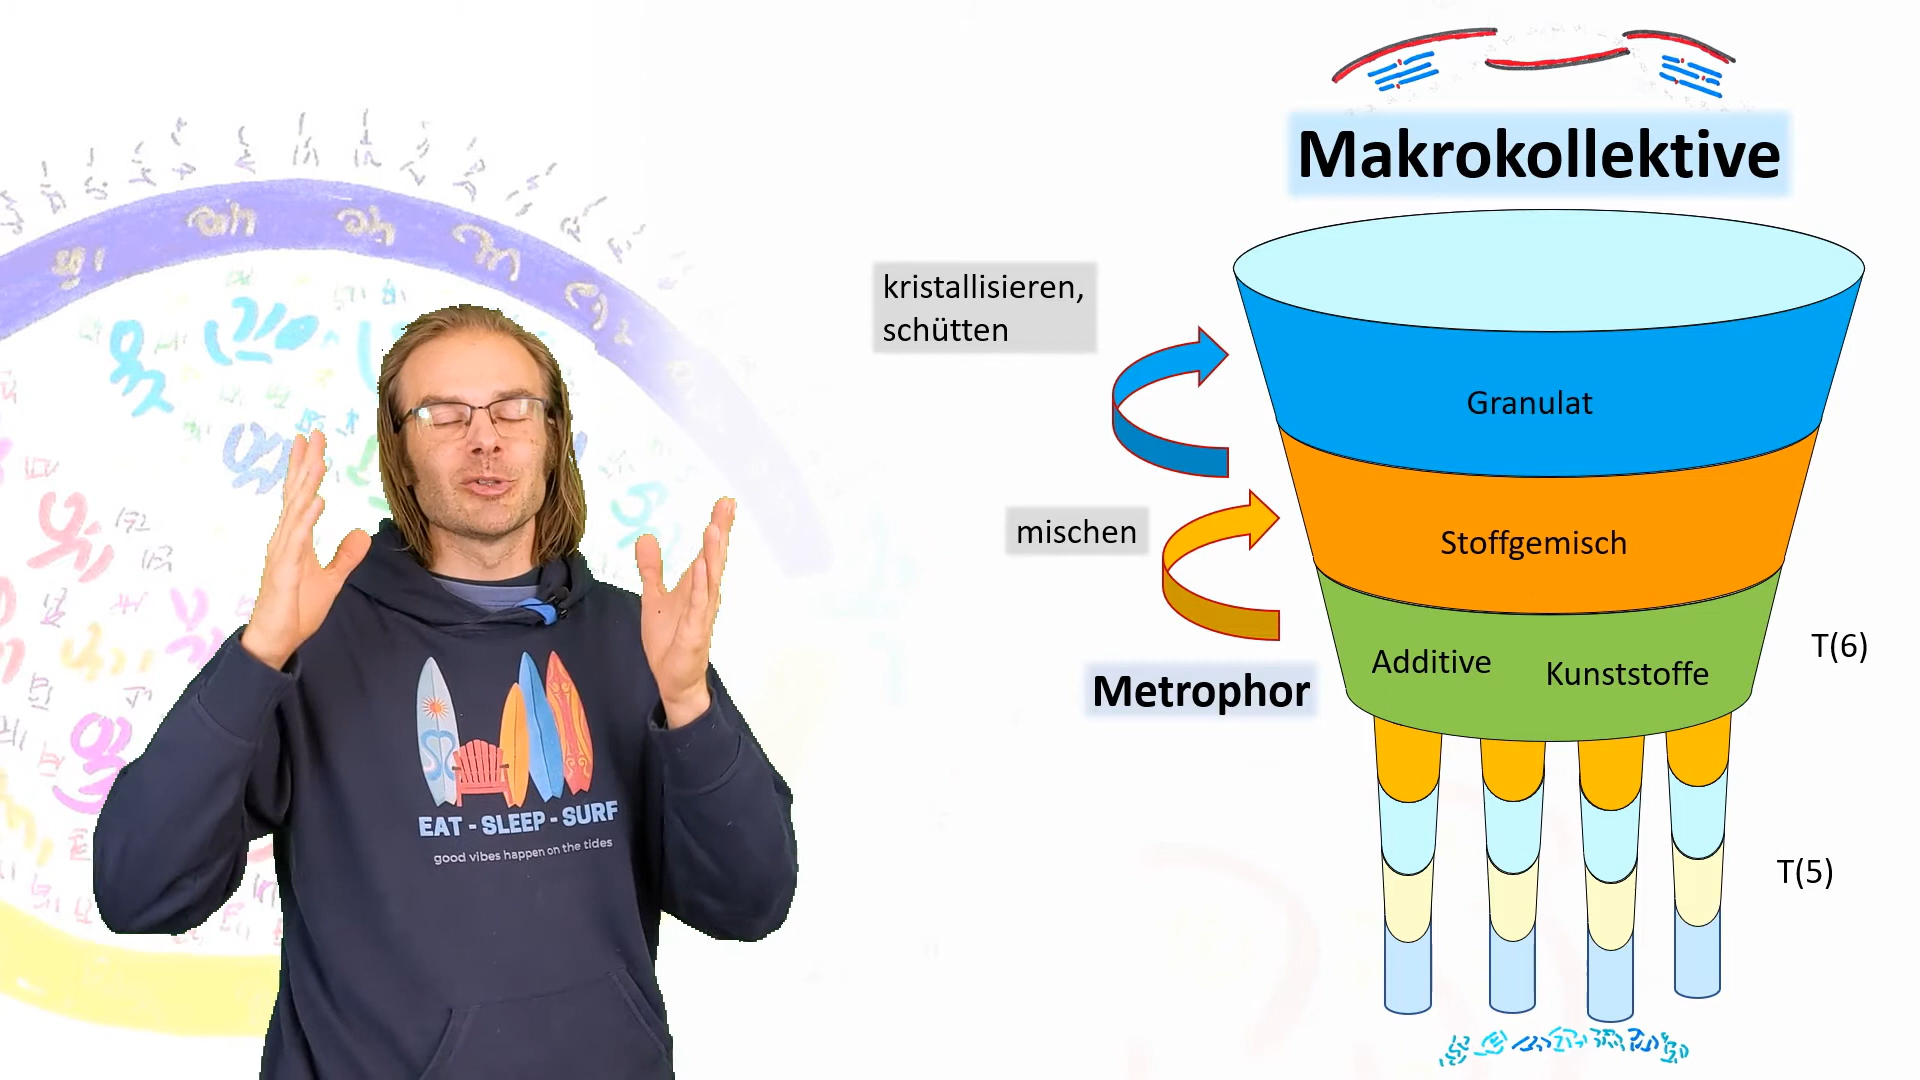 Makrokollektive
kristallisieren,
schütten
Granulat
mischen
Stoffgemisch
Metrophor
Additive
Kunststoffe
T(6)
T(5)
EAT - SLEEP - SURF
good vibes happen on the tides